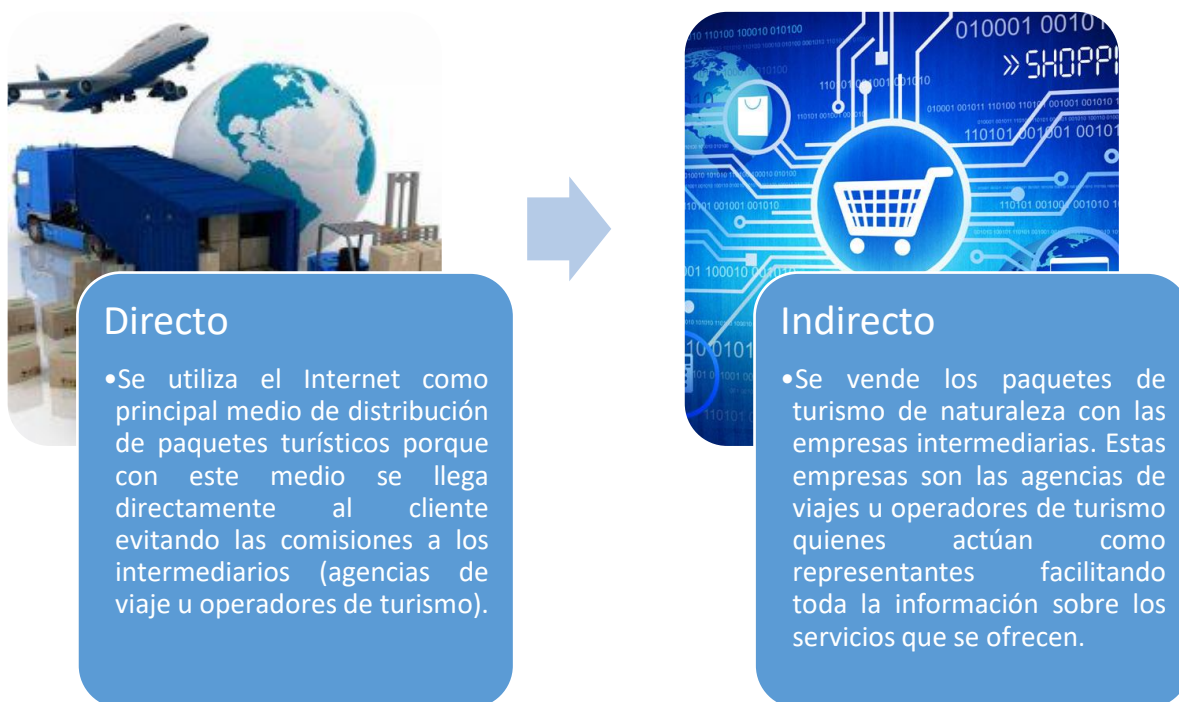 010001 0010
» SHOPPI
Directo
•Se utiliza el Internet como
principal medio de distribución
de paquetes turísticos porque
con este medio se llega
directamente al cliente
evitando las comisiones a los
intermediarios (agencias de
viaje u operadores de turismo).
Indirecto
•Se vende los paquetes de
turismo de naturaleza con las
empresas intermediarias. Estas
empresas son las agencias de
viajes u operadores de turismo
quienes actúan como
representantes facilitando
toda la información sobre los
servicios que se ofrecen.